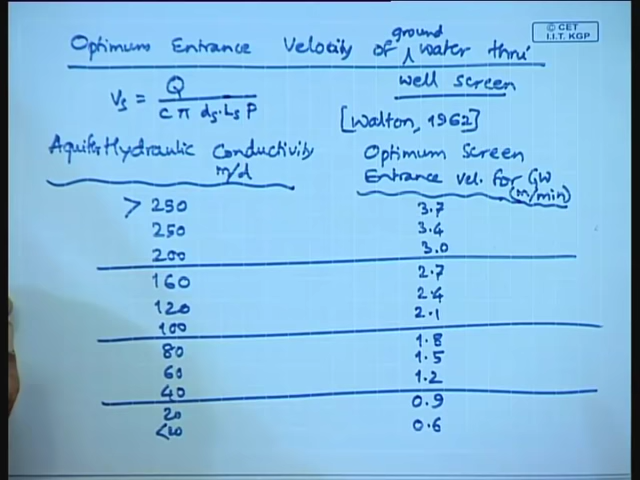 © CET
I.I.T. KGP
Optimum Entrance Velocity of ground water thru'
well screen
Vs = Q / (C π ds. Ls P)
[Walton, 1962]
Aquifer Hydraulic Conductivity m/d
Optimum Screen Entrance vel. for GW (m/min)
> 250 3.7
250 3.4
200 3.0
160 2.7
120 2.4
100 2.1
80 1.8
60 1.5
40 1.2
20 0.9
<20 0.6